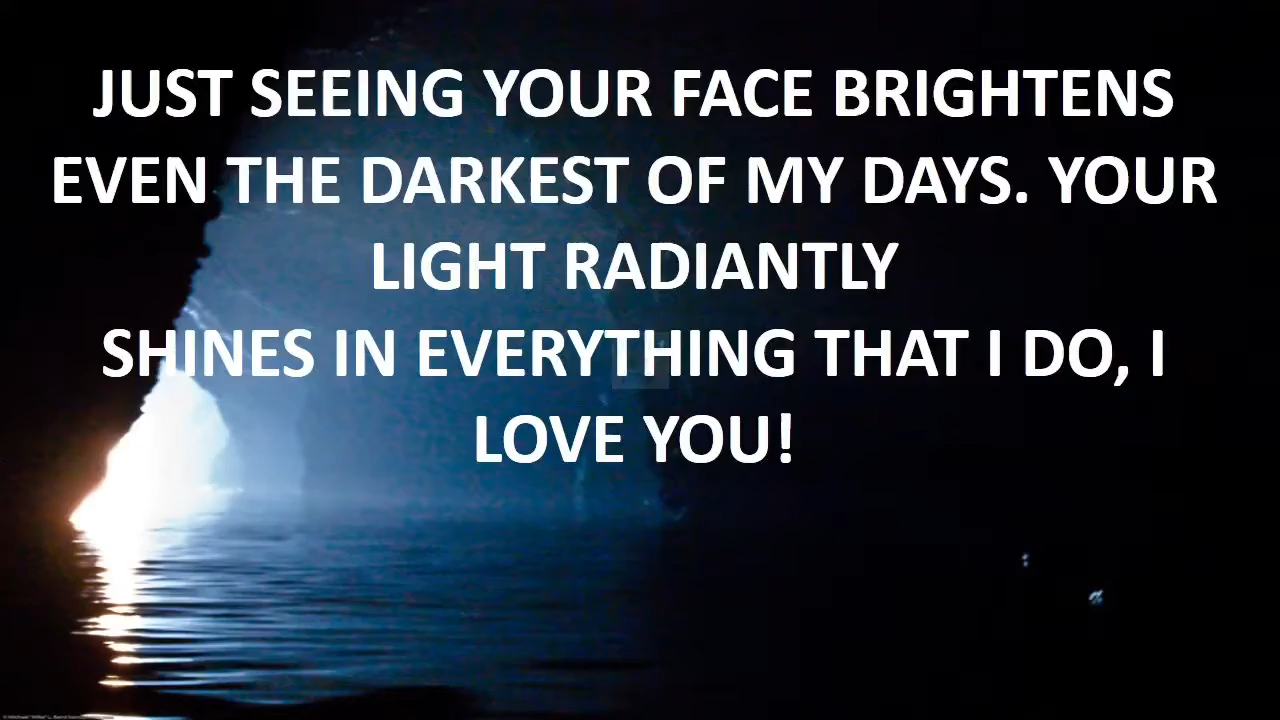 JUST SEEING YOUR FACE BRIGHTENS
EVEN THE DARKEST OF MY DAYS. YOUR
LIGHT RADIANTLY
SHINES IN EVERYTHING THAT I DO, I
LOVE YOU!